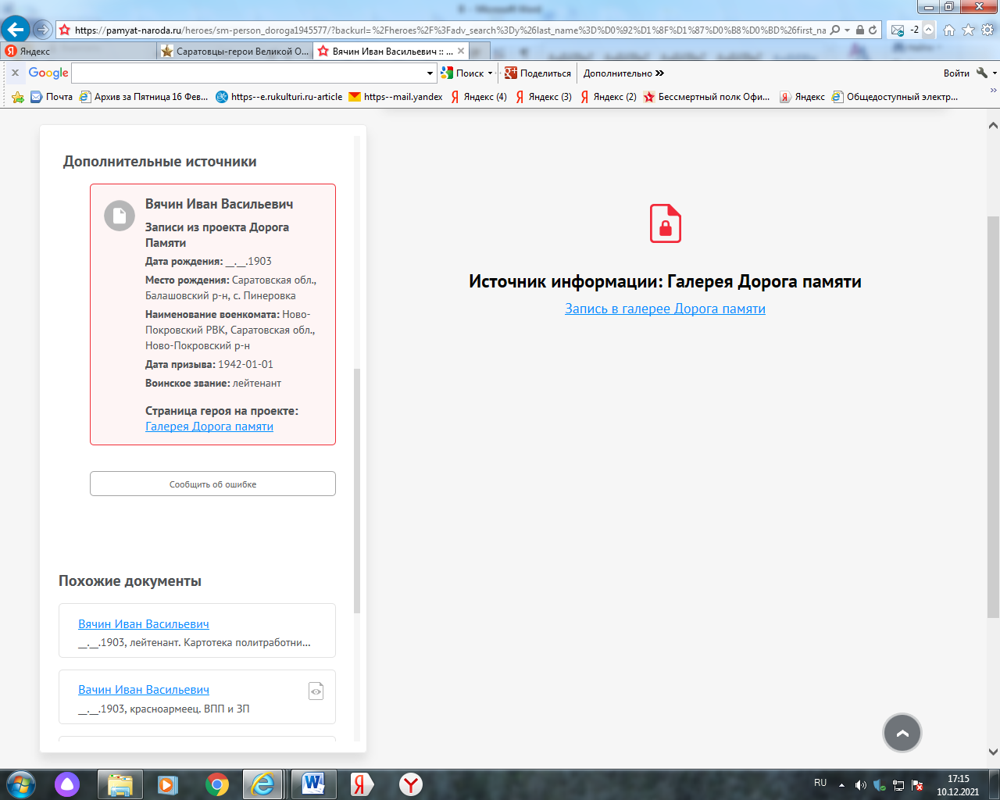 https://pamyat-naroda.ru/heroes/sm-person_doroga1945577/?backurl=%2Fheroes%2F%3Fadv_search%3Dy%26last_name%3D%D0%92%D1%8F%D1%87%D0%B8%D0%BD%26first_na
-2
Яндекс
Саратовцы-герои Великой О...
Вячин Иван Васильевич :: ...
Google
Поиск
Поделиться
Дополнительно
Войти
Почта
Архив за Пятница 16 Фев...
https--e.rukulturi.ru-article
https--mail.yandex
Яндекс (4)
Яндекс (3)
Яндекс (2)
Бессмертный полк Офи...
Яндекс
Общедоступный электр...
Дополнительные источники
Вячин Иван Васильевич
Записи из проекта Дорога
Памяти
Дата рождения: __.__.1903
Место рождения: Саратовская обл.,
Балашовский р-н, с. Пинеровка
Наименование военкомата: Ново-
Покровский РВК, Саратовская обл.,
Ново-Покровский р-н
Дата призыва: 1942-01-01
Воинское звание: лейтенант
Страница героя на проекте:
Галерея Дорога памяти
Сообщить об ошибке
Похожие документы
Вячин Иван Васильевич
__.__.1903, лейтенант. Картотека политработни...
Вачин Иван Васильевич
__.__.1903, красноармеец. ВПП и ЗП
Источник информации: Галерея Дорога памяти
Запись в галерее Дорога памяти
RU
17:15
10.12.2021